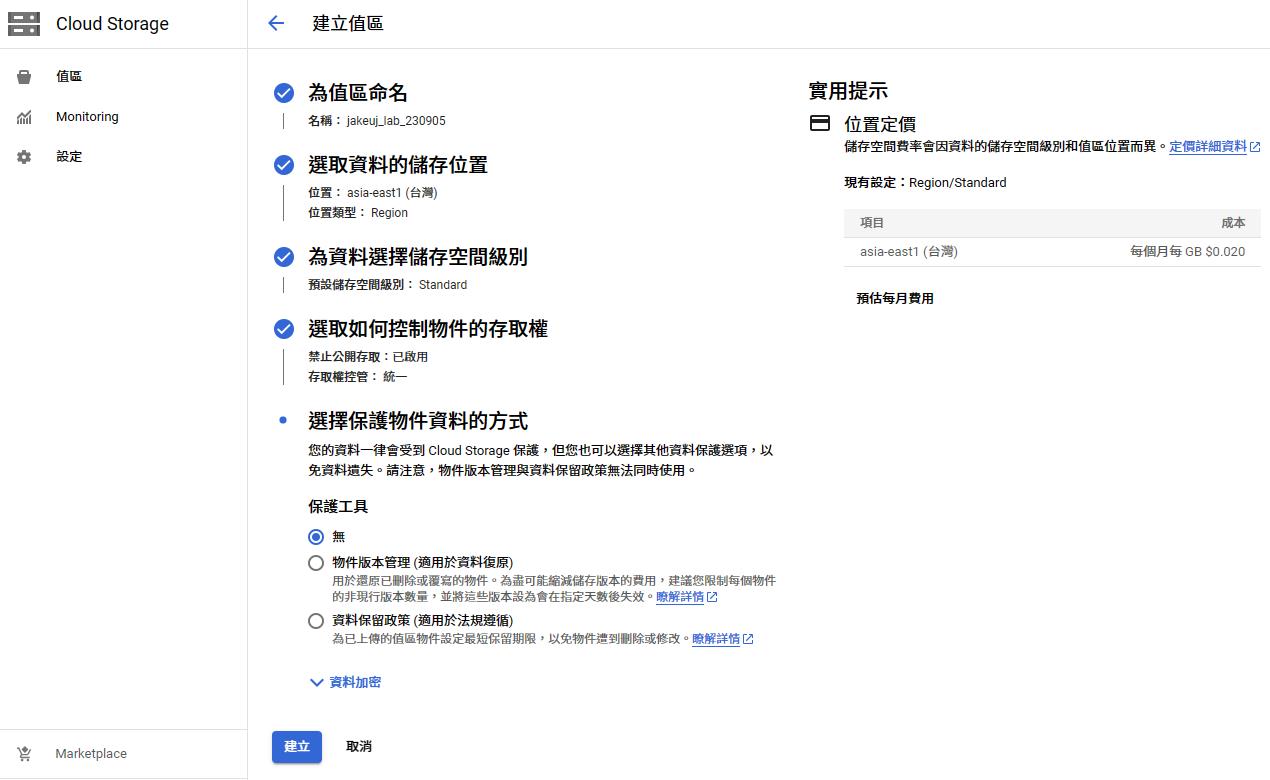 Cloud Storage
值區
Monitoring
設定
Marketplace
建立值區
為值區命名
名稱： jakeuj_lab_230905
選取資料的儲存位置
位置： asia-east1 (台灣)
位置類型： Region
為資料選擇儲存空間級別
預設儲存空間級別： Standard
選取如何控制物件的存取權
禁止公開存取：已啟用
存取權控管： 統一
選擇保護物件資料的方式
您的資料一律會受到 Cloud Storage 保護，但您也可以選擇其他資料保護選項，以
免資料遺失。請注意，物件版本管理與資料保留政策無法同時使用。
保護工具
無
物件版本管理 (適用於資料復原)
用於還原已刪除或覆寫的物件。為盡可能縮減儲存版本的費用，建議您限制每個物件
的非現行版本數量，並將這些版本設為會在指定天數後失效。瞭解詳情
資料保留政策 (適用於法規遵循)
為已上傳的值區物件設定最短保留期限，以免物件遭到刪除或修改。瞭解詳情
資料加密
建立 取消
實用提示
位置定價
儲存空間費率會因資料的儲存空間級別和值區位置而異。定價詳細資料
現有設定：Region/Standard
項目 成本
asia-east1 (台灣) 每個月每 GB $0.020
預估每月費用